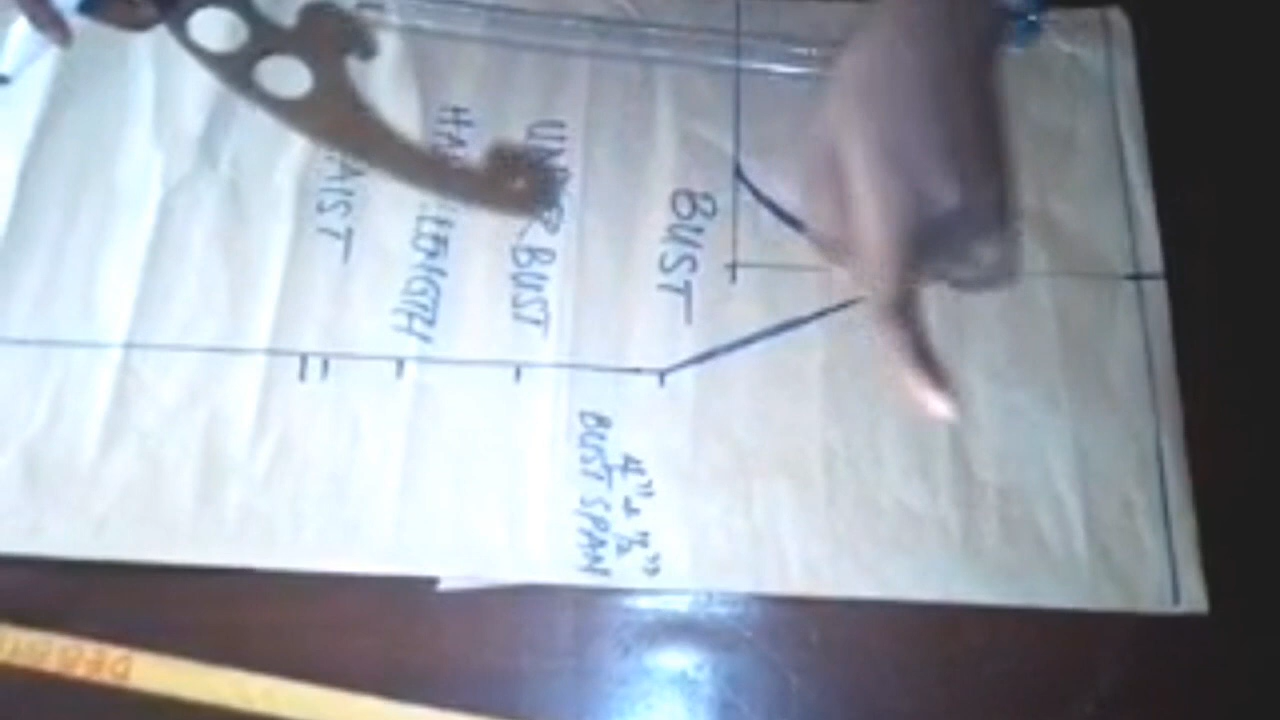 BUST
UNDER BUST
HALF LENGTH
WAIST
4" + ½"
BUST SPAN